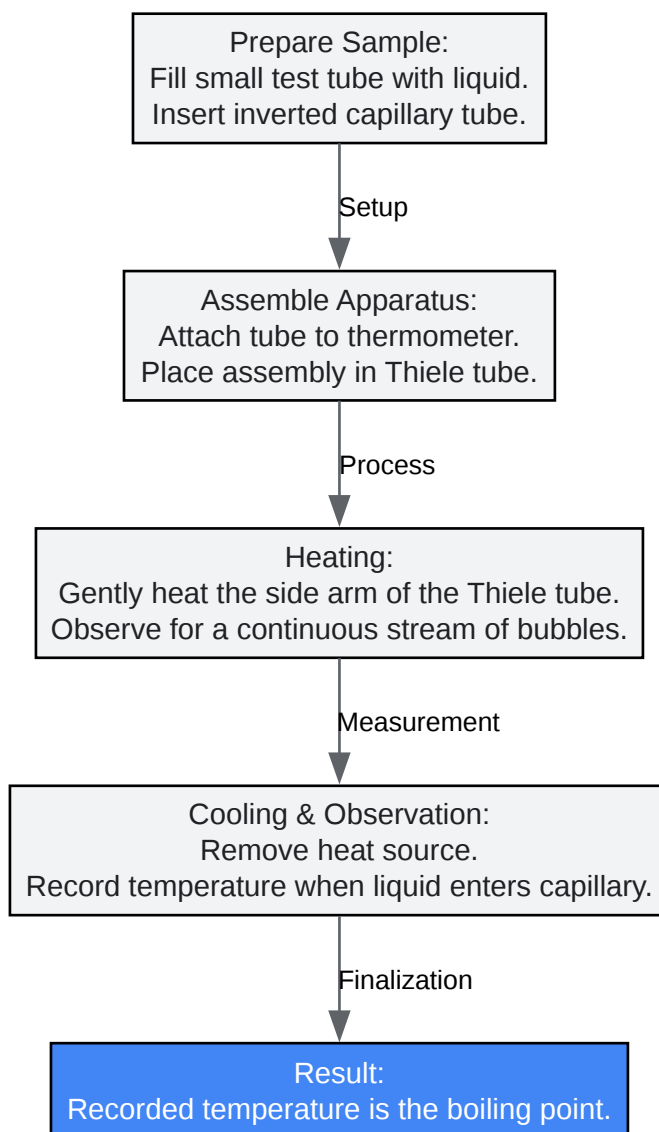 Prepare Sample:
Fill small test tube with liquid.
Insert inverted capillary tube.
Setup
Assemble Apparatus:
Attach tube to thermometer.
Place assembly in Thiele tube.
Process
Heating:
Gently heat the side arm of the Thiele tube.
Observe for a continuous stream of bubbles.
Measurement
Cooling & Observation:
Remove heat source.
Record temperature when liquid enters capillary.
Finalization
Result:
Recorded temperature is the boiling point.